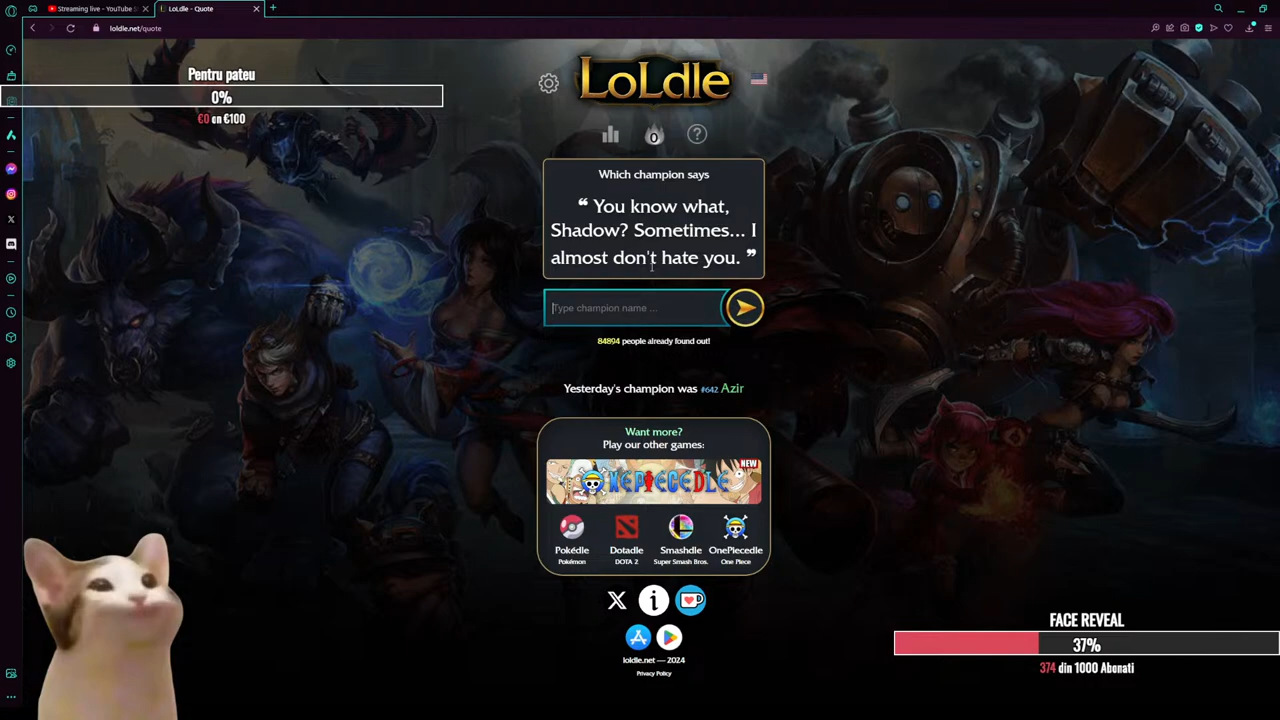 Streaming live - YouTube S
LoLdle - Quote
loldle.net/quote
Pentru pateu
0%
€0 din €100
LoLdle
0
Which champion says
❝ You know what,
Shadow? Sometimes... I
almost don't hate you. ❞
Type champion name ...
84894 people already found out!
Yesterday's champion was #642 Azir
Want more?
Play our other games:
NEW
ONEPIECEDLE
Pokédle Dotadle Smashdle OnePiecedle
Pokémon DOTA 2 Super Smash Bros. One Piece
loldle.net — 2024
Privacy Policy
FACE REVEAL
37%
374 din 1000 Abonati